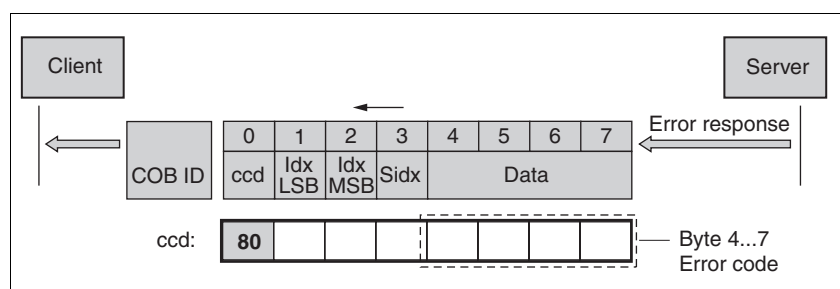 Client
Server
0 1 2 3 4 5 6 7
Error response
COB ID
ccd
Idx LSB
Idx MSB
Sidx
Data
ccd:
80
Byte 4...7
Error code